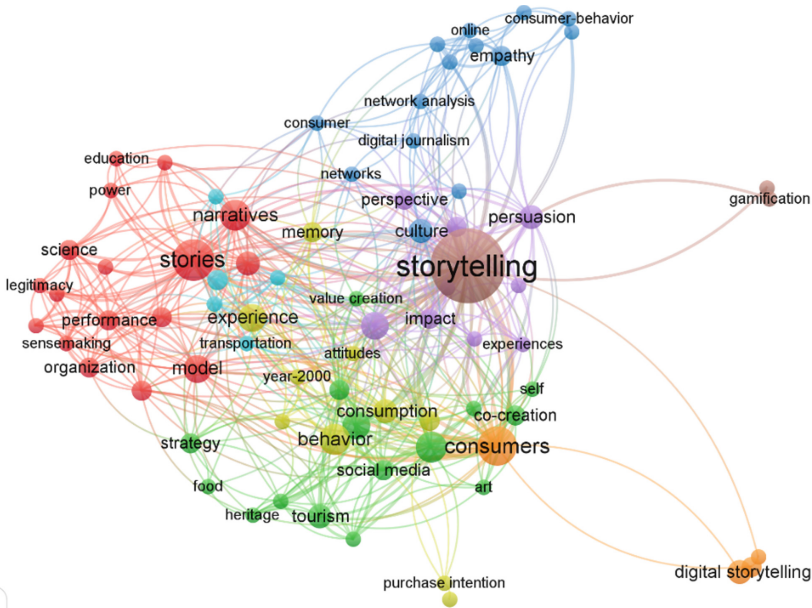 consumer-behavior
online
empathy
network analysis
consumer
digital journalism
education
networks
power
gamification
perspective
narratives
persuasion
memory
culture
science
stories
storytelling
legitimacy
value creation
experience
impact
performance
sensemaking
transportation
experiences
attitudes
organization
model
year-2000
self
consumption
co-creation
strategy
behavior
consumers
social media
food
art
heritage
tourism
digital storytelling
purchase intention